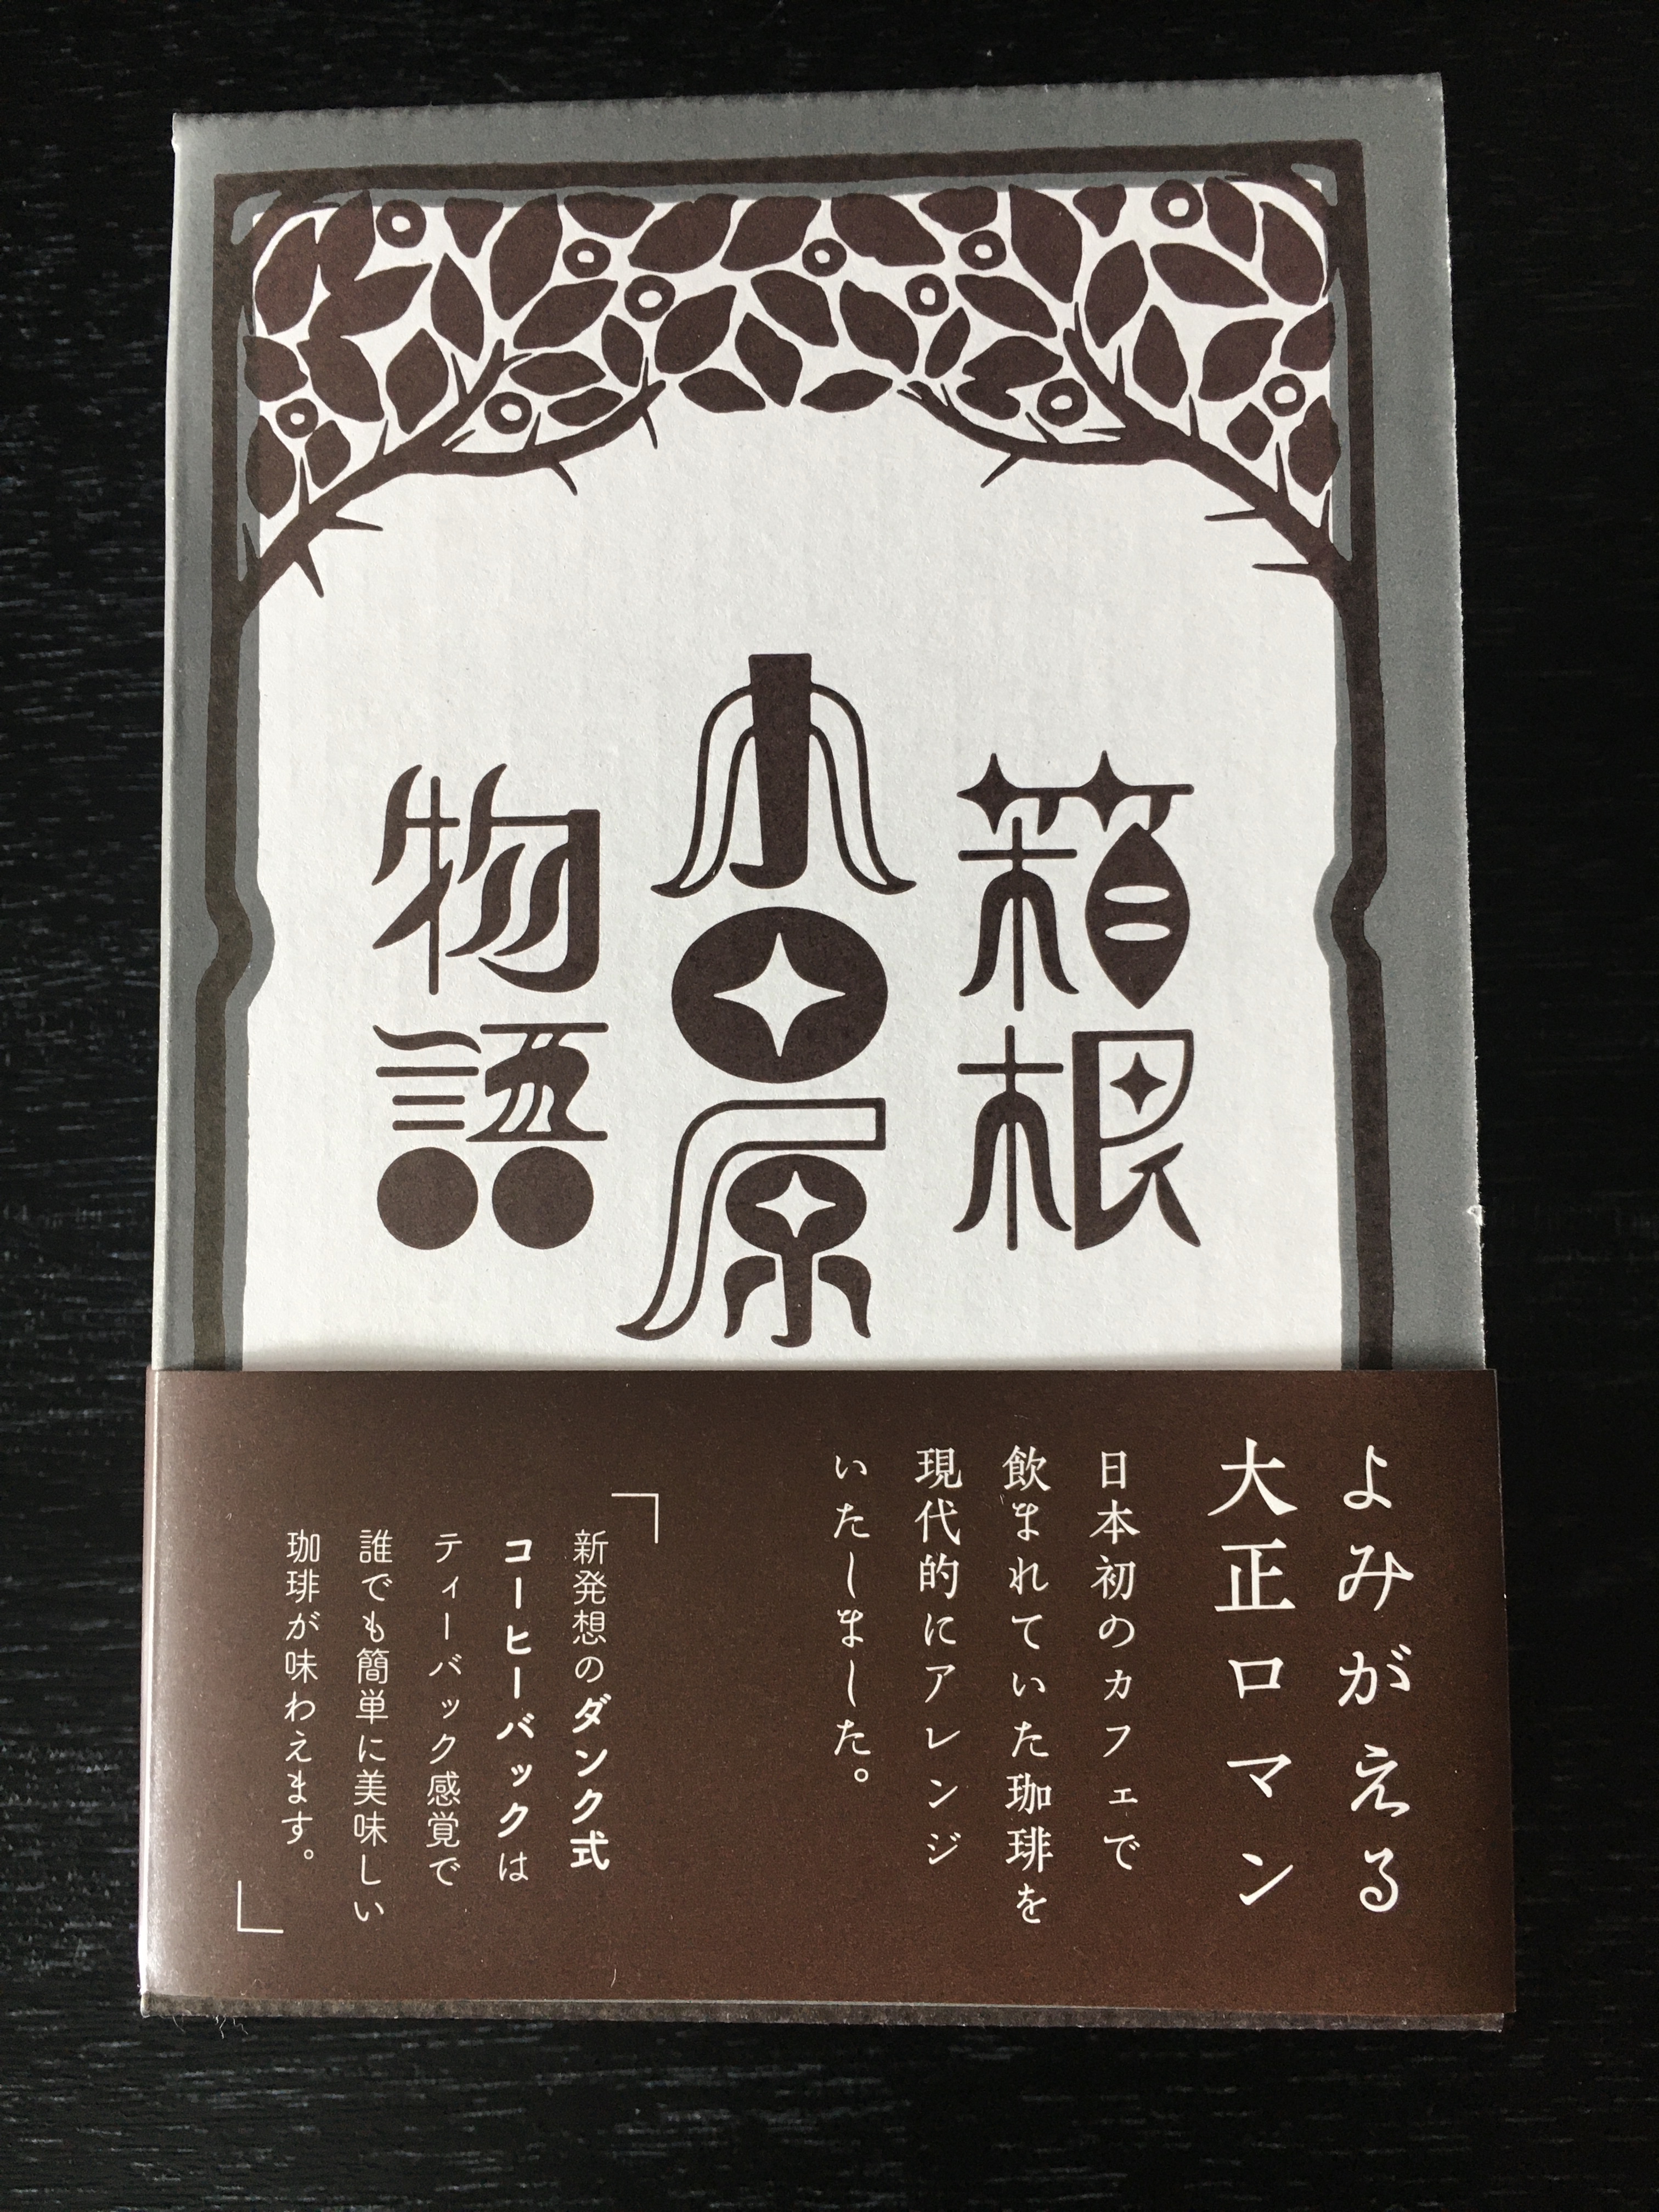 箱根
小田原
物語
よみがえる
大正ロマン
日本初のカフェで
飲まれていた珈琲を
現代的にアレンジ
いたしました。
「新発想のダンク式
コーヒーバックは
ティーバック感覚で
誰でも簡単に美味しい
珈琲が味わえます。」